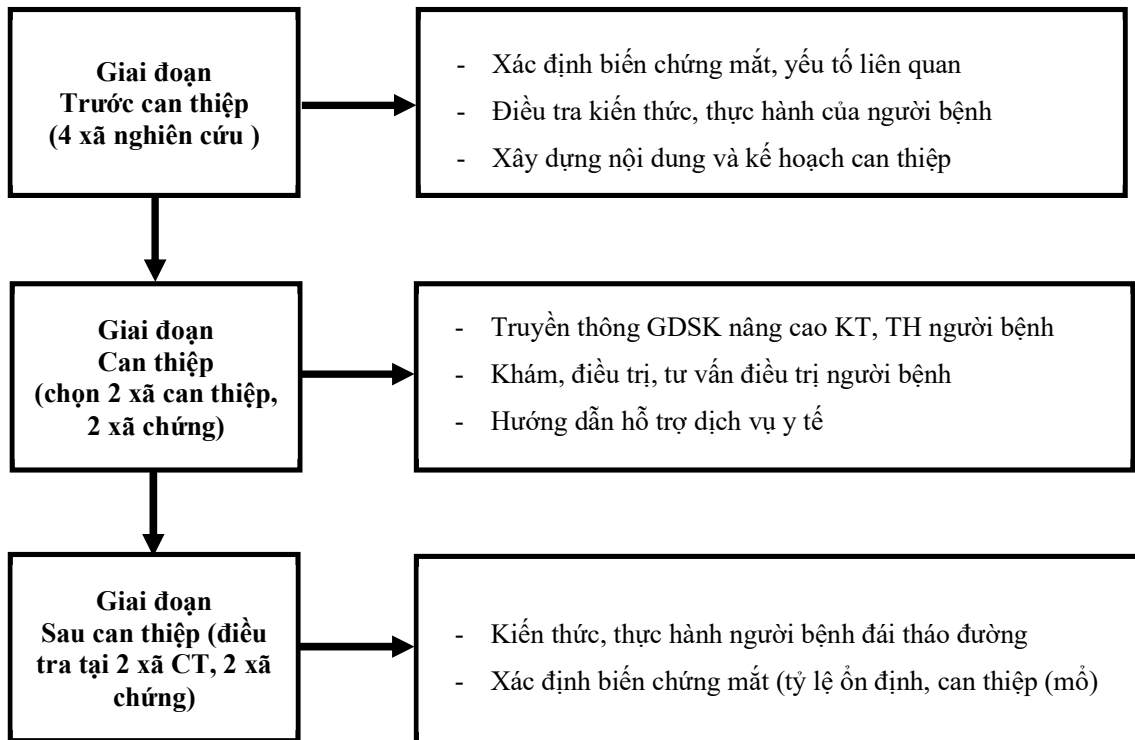 Giai đoạn
Trước can thiệp
(4 xã nghiên cứu )
- Xác định biến chứng mắt, yếu tố liên quan
- Điều tra kiến thức, thực hành của người bệnh
- Xây dựng nội dung và kế hoạch can thiệp
Giai đoạn
Can thiệp
(chọn 2 xã can thiệp,
2 xã chứng)
- Truyền thông GDSK nâng cao KT, TH người bệnh
- Khám, điều trị, tư vấn điều trị người bệnh
- Hướng dẫn hỗ trợ dịch vụ y tế
Giai đoạn
Sau can thiệp (điều
tra tại 2 xã CT, 2 xã
chứng)
- Kiến thức, thực hành người bệnh đái tháo đường
- Xác định biến chứng mắt (tỷ lệ ổn định, can thiệp (mổ)